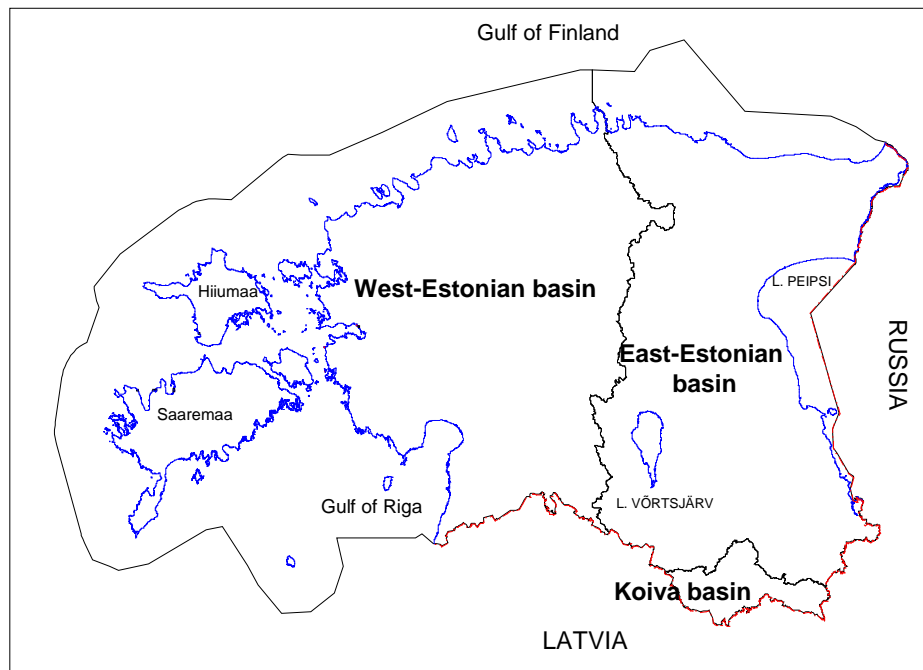 Gulf of Finland
L. PEIPSI
Hiiumaa
West-Estonian basin
RUSSIA
East-Estonian
basin
Saaremaa
Gulf of Riga
L. VÕRTSJÄRV
Koiva basin
LATVIA